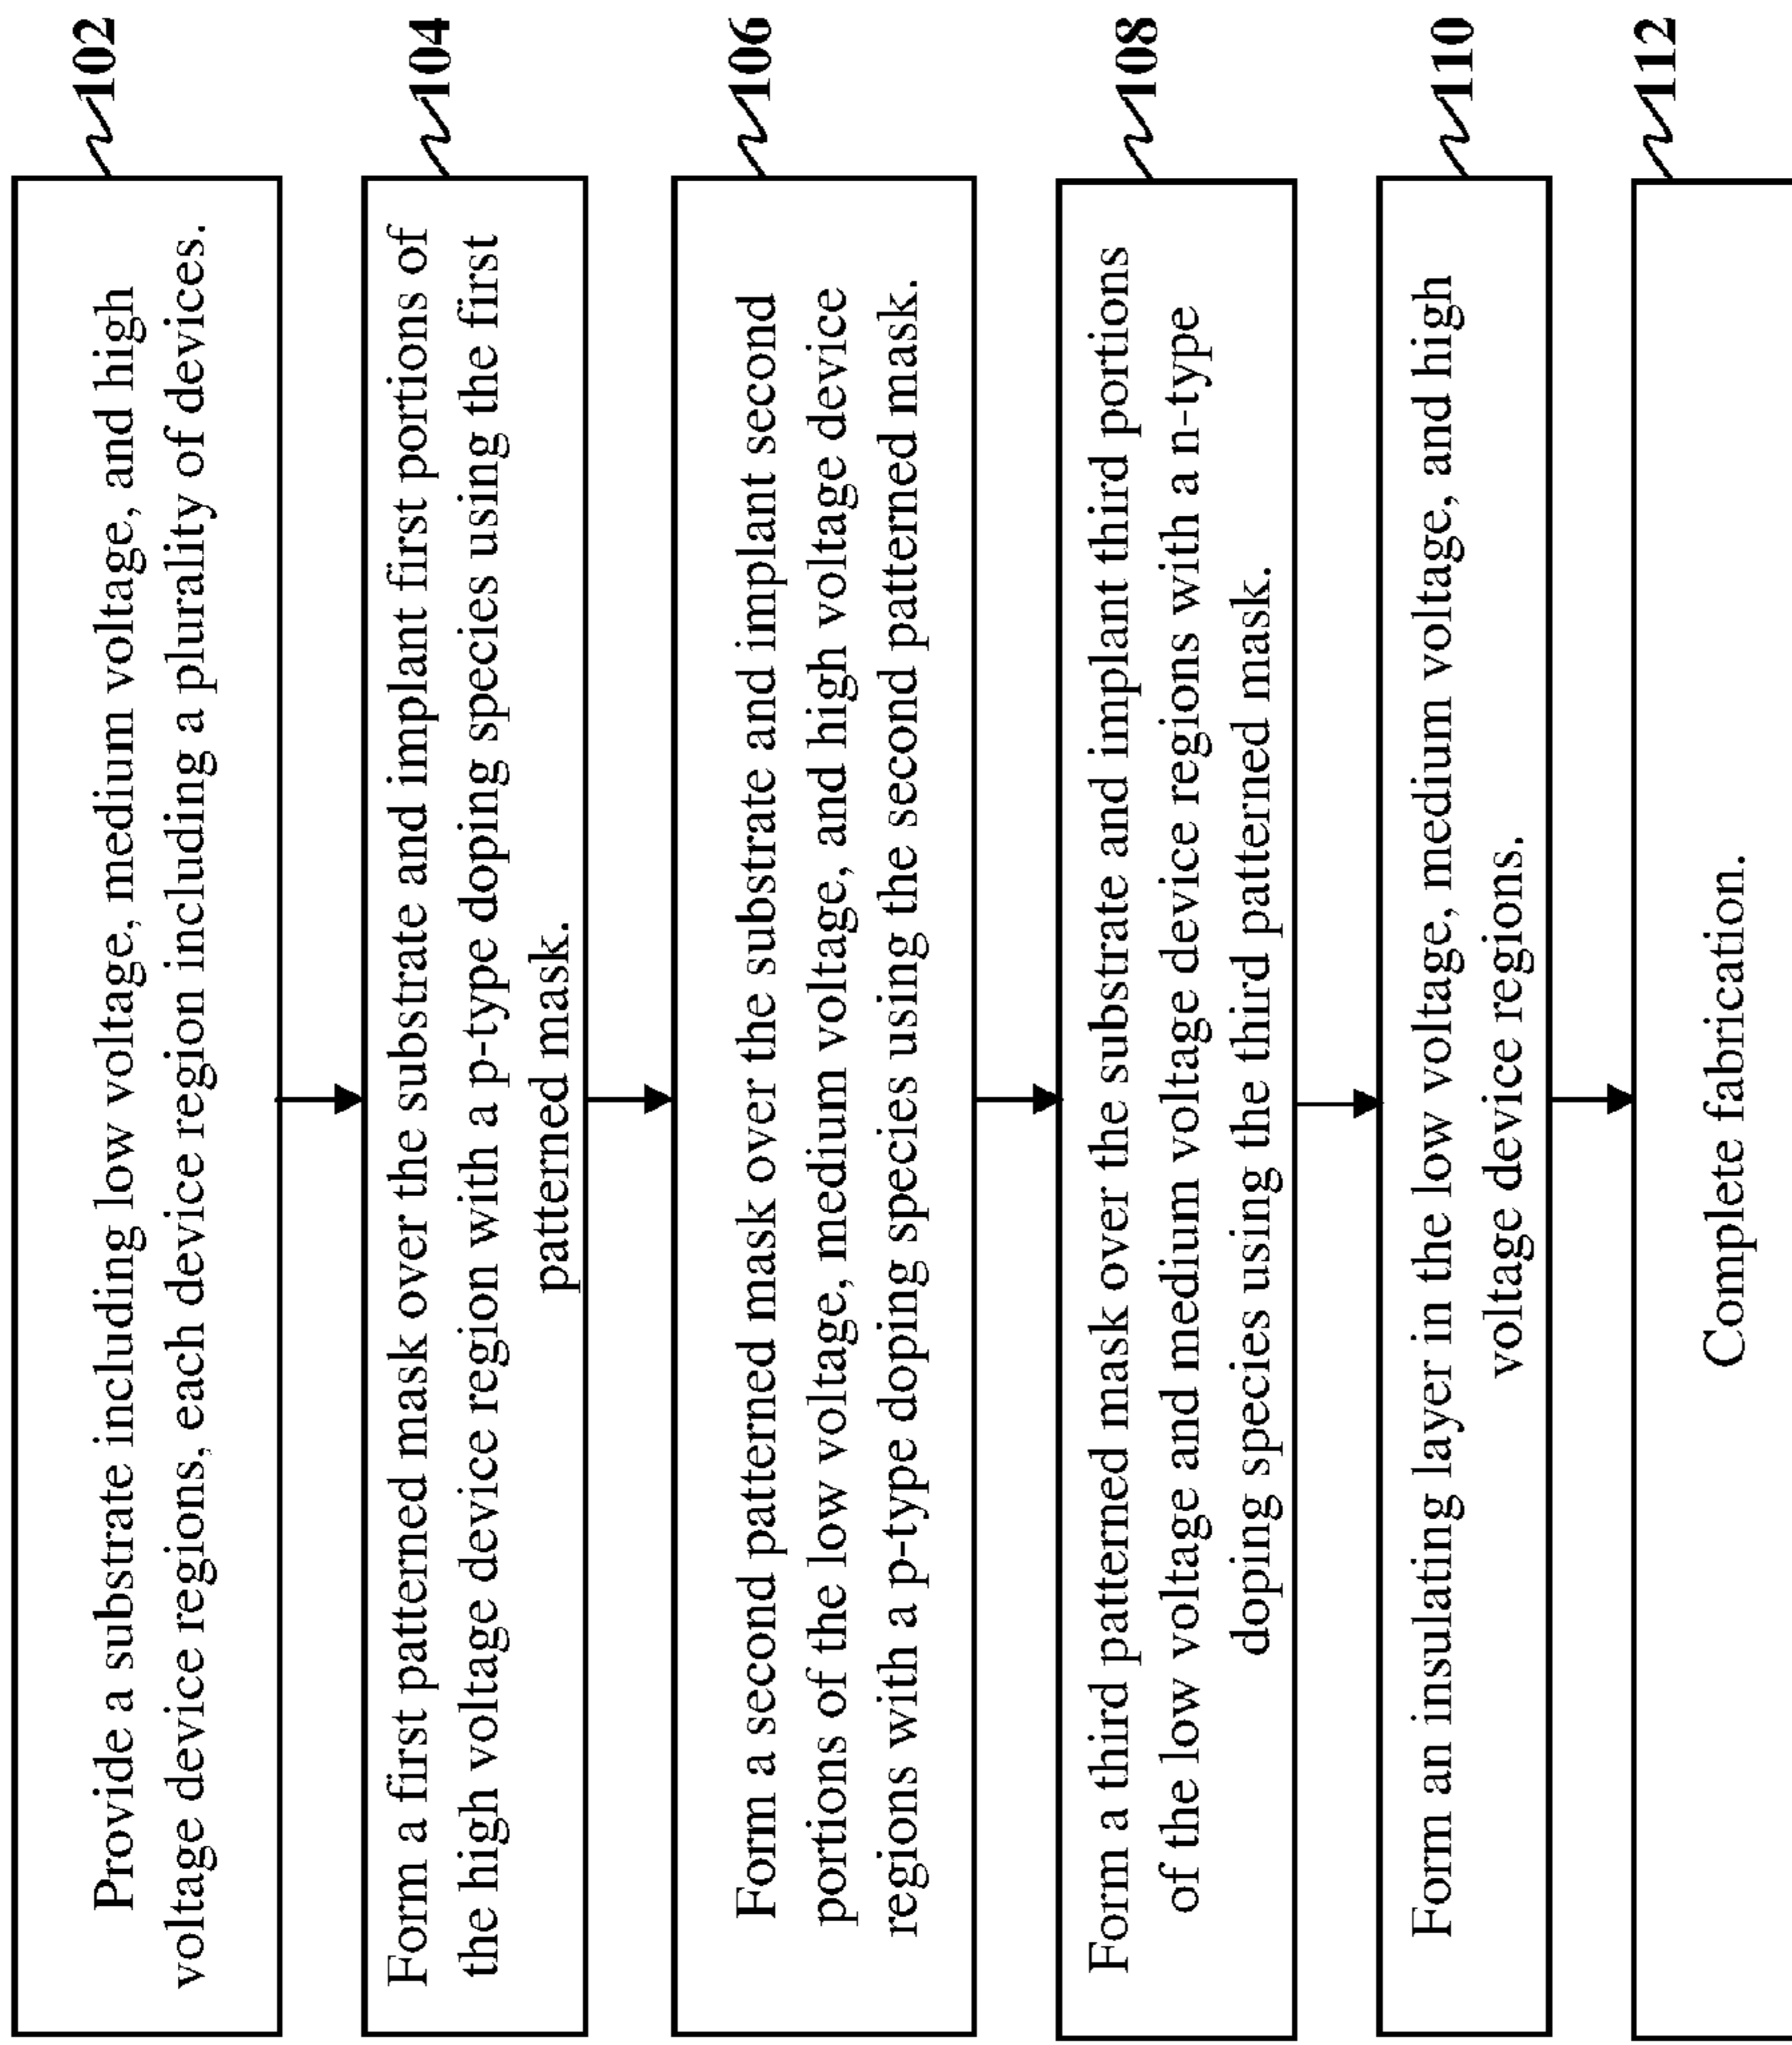 102
Provide a substrate including low voltage, medium voltage, and high
voltage device regions, each device region including a plurality of devices.
104
Form a first patterned mask over the substrate and implant first portions of
the high voltage device region with a p-type doping species using the first
patterned mask.
106
Form a second patterned mask over the substrate and implant second
portions of the low voltage, medium voltage, and high voltage device
regions with a p-type doping species using the second patterned mask.
108
Form a third patterned mask over the substrate and implant third portions
of the low voltage and medium voltage device regions with a n-type
doping species using the third patterned mask.
110
Form an insulating layer in the low voltage, medium voltage, and high
voltage device regions.
112
Complete fabrication.